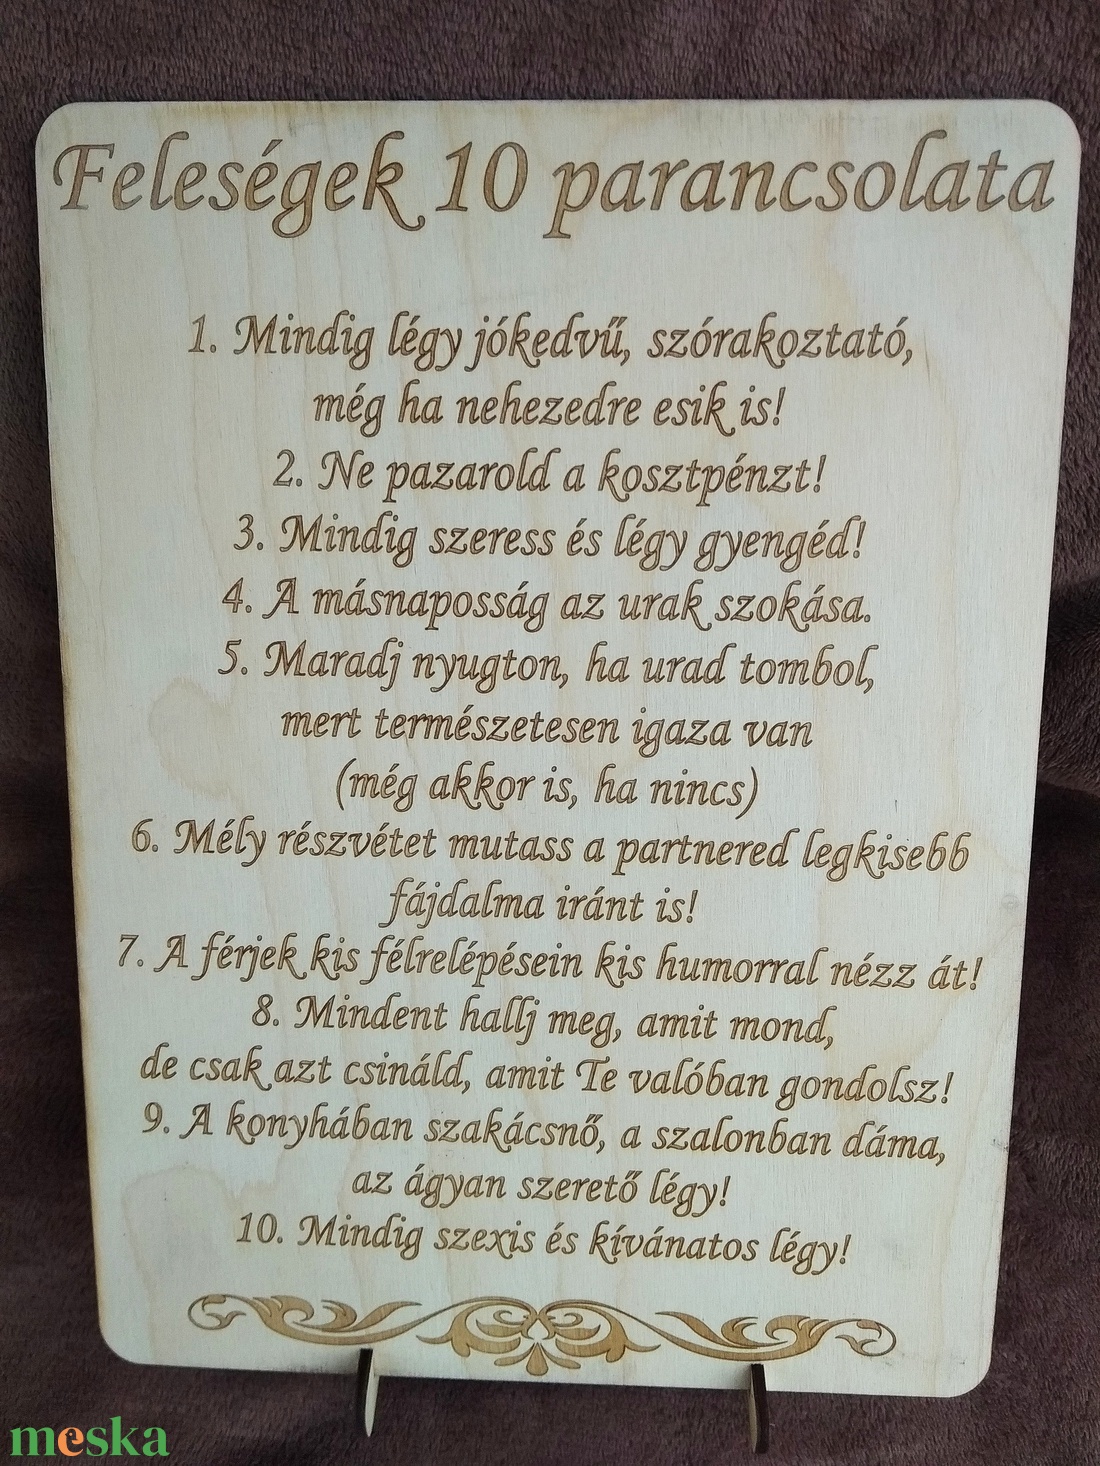 Feleségek 10 parancsolata
1. Mindig légy jókedvű, szórakoztató,
még ha nehezedre esik is!
2. Ne pazarold a kosztpénzt!
3. Mindig szeress és légy gyengéd!
4. A másnaposság az urak szokása.
5. Maradj nyugton, ha urad tombol,
mert természetesen igaza van
(még akkor is, ha nincs)
6. Mély részvétet mutass a partnered legkisebb
fájdalma iránt is!
7. A férjek kis félrelépésein kis humorral nézz át!
8. Mindent hallj meg, amit mond,
de csak azt csináld, amit Te valóban gondolsz!
9. A konyhában szakácsnő, a szalonban dáma,
az ágyan szerető légy!
10. Mindig szexis és kívánatos légy!
meska